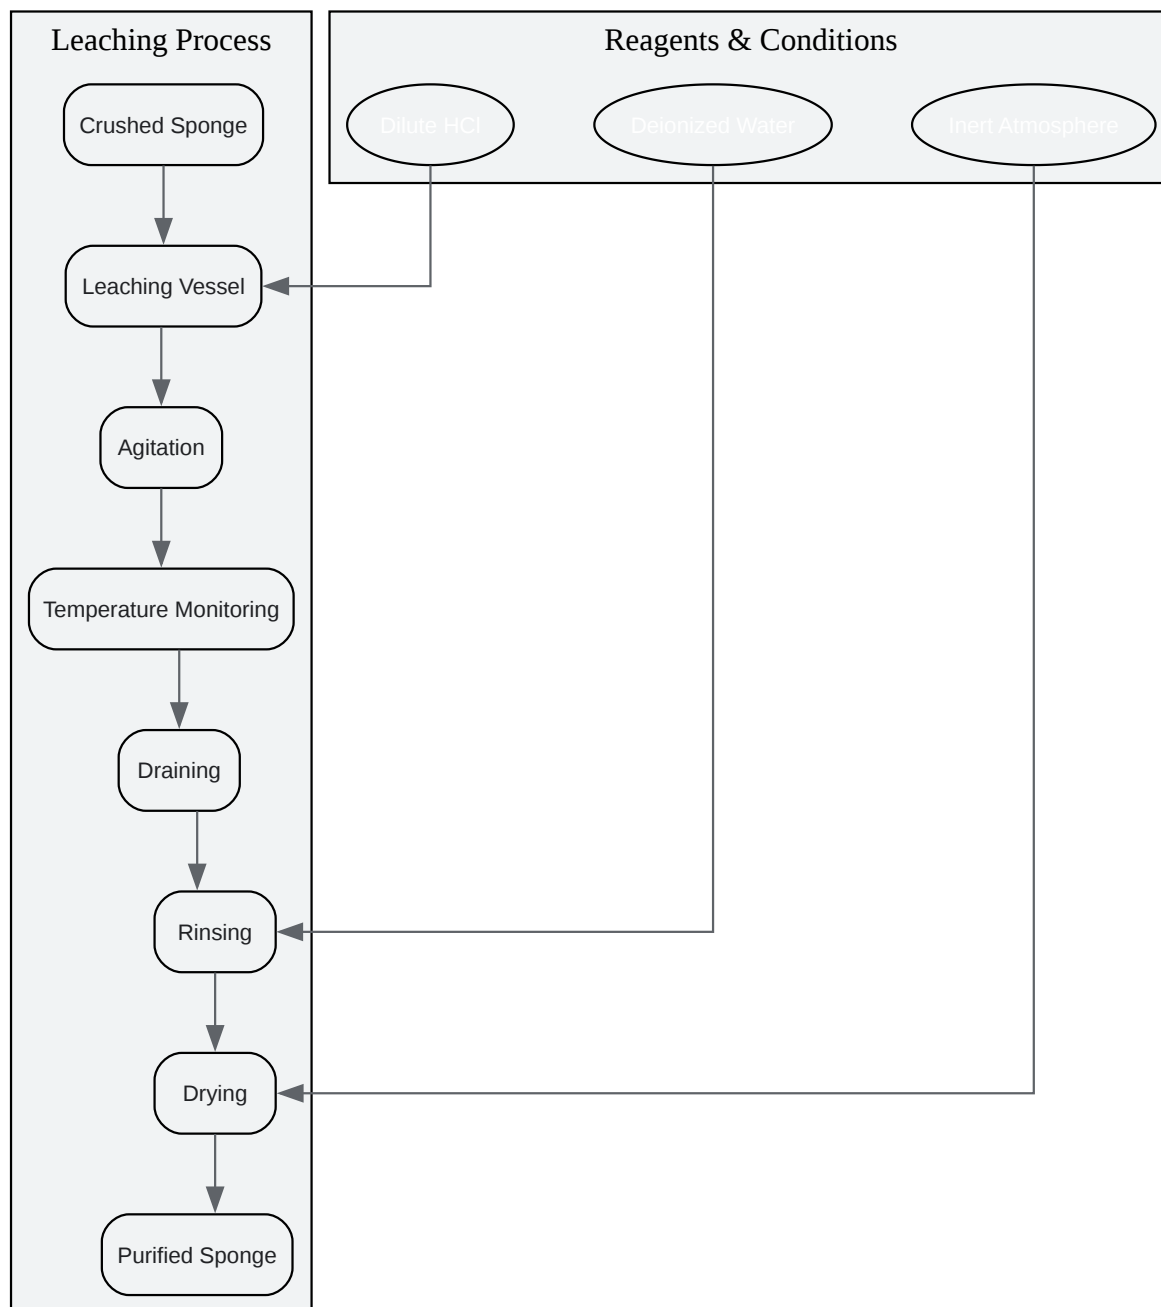 Leaching Process
Crushed Sponge
Leaching Vessel
Agitation
Temperature Monitoring
Draining
Rinsing
Drying
Purified Sponge
Reagents & Conditions
Dilute HCl
Deionized Water
Inert Atmosphere